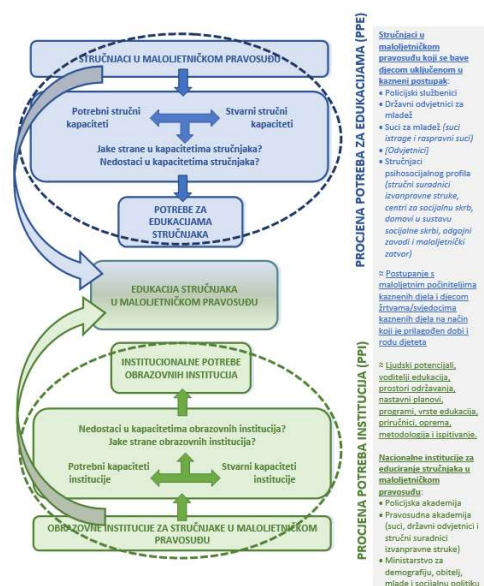 STRUČNJACI U MALOLJETNIČKOM PRAVOSUĐU
Potrebni stručni
kapaciteti
Stvarni stručni
kapaciteti
Jake strane u kapacitetima stručnjaka?
Nedostaci u kapacitetima stručnjaka?
POTREBE ZA
EDUKACIJAMA
STRUČNJAKA
EDUKACIJA STRUČNJAKA
U MALOLJETNIČKOM PRAVOSUĐU
INSTITUCIONALNE POTREBE
OBRAZOVNIH INSTITUCIJA
Nedostaci u kapacitetima obrazovnih institucija?
Jake strane obrazovnih institucija?
Potrebni kapaciteti
institucije
Stvarni kapaciteti
institucije
OBRAZOVNE INSTITUCIJE ZA STRUČNJAKE U MALOLJETNIČKOM
PRAVOSUĐU
PROCJENA POTREBA ZA EDUKACIJAMA (PPE)
PROCJENA POTREBA INSTITUCIJA (PPI)
Stručnjaci u
maloljetničkom
pravosuđu koji se bave
djecom uključenom u
kazneni postupak:
• Policijski službenici
• Državni odvjetnici za
mladež
• Suci za mladež (suci
istrage i raspravni suci)
• [Odvjetnici]
• Stručnjaci
psihosocijalnog profila
(stručni suradnici
izvanpravne struke,
centri za socijalnu skrb,
domovi u sustavu
socijalne skrbi, odgojni
zavodi i maloljetnički
zatvor)
= Postupanje s
maloljetnim počiniteljima
kaznenih djela i djecom
žrtvama/svjedocima
kaznenih djela na način
koji je prilagođen dobi i
rodu djeteta
= Ljudski potencijali,
voditelji edukacija,
prostori održavanja,
nastavni planovi,
programi, vrste edukacija,
priručnici, oprema,
metodologija i ispitivanje.
Nacionalne institucije za
educiranje stručnjaka u
maloljetničkom
pravosuđu:
• Policijska akademija
• Pravosudna akademija
(suci, državni odvjetnici i
stručni suradnici
izvanpravne struke)
• Ministarstvo za
demografiju, obitelj,
mlade i socijalnu politiku